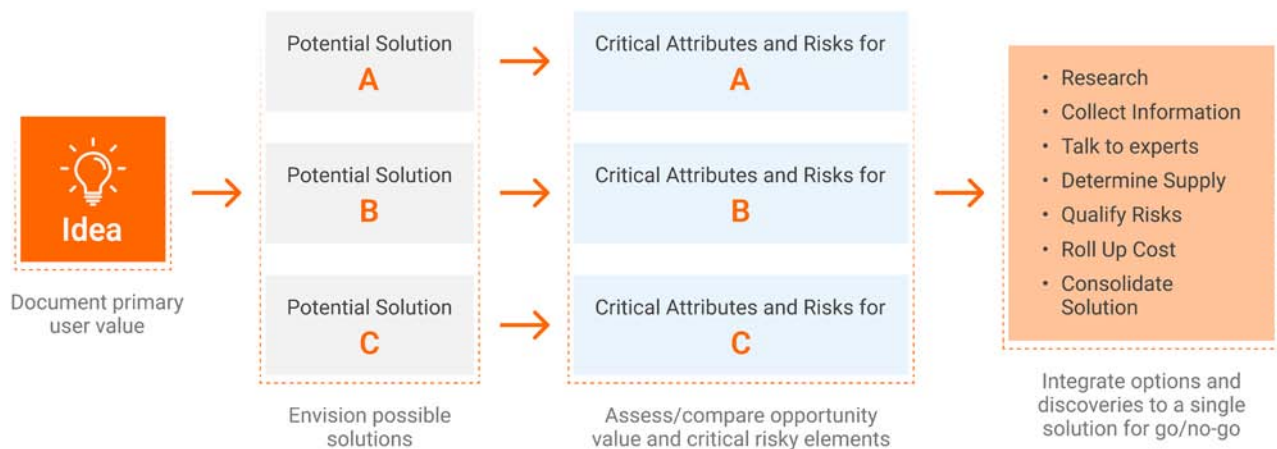 Idea
Document primary
user value
Potential Solution
A
Potential Solution
B
Potential Solution
C
Envision possible
solutions
Critical Attributes and Risks for
A
Critical Attributes and Risks for
B
Critical Attributes and Risks for
C
Assess/compare opportunity
value and critical risky elements
• Research
• Collect Information
• Talk to experts
• Determine Supply
• Qualify Risks
• Roll Up Cost
• Consolidate
Solution
Integrate options and
discoveries to a single
solution for go/no-go